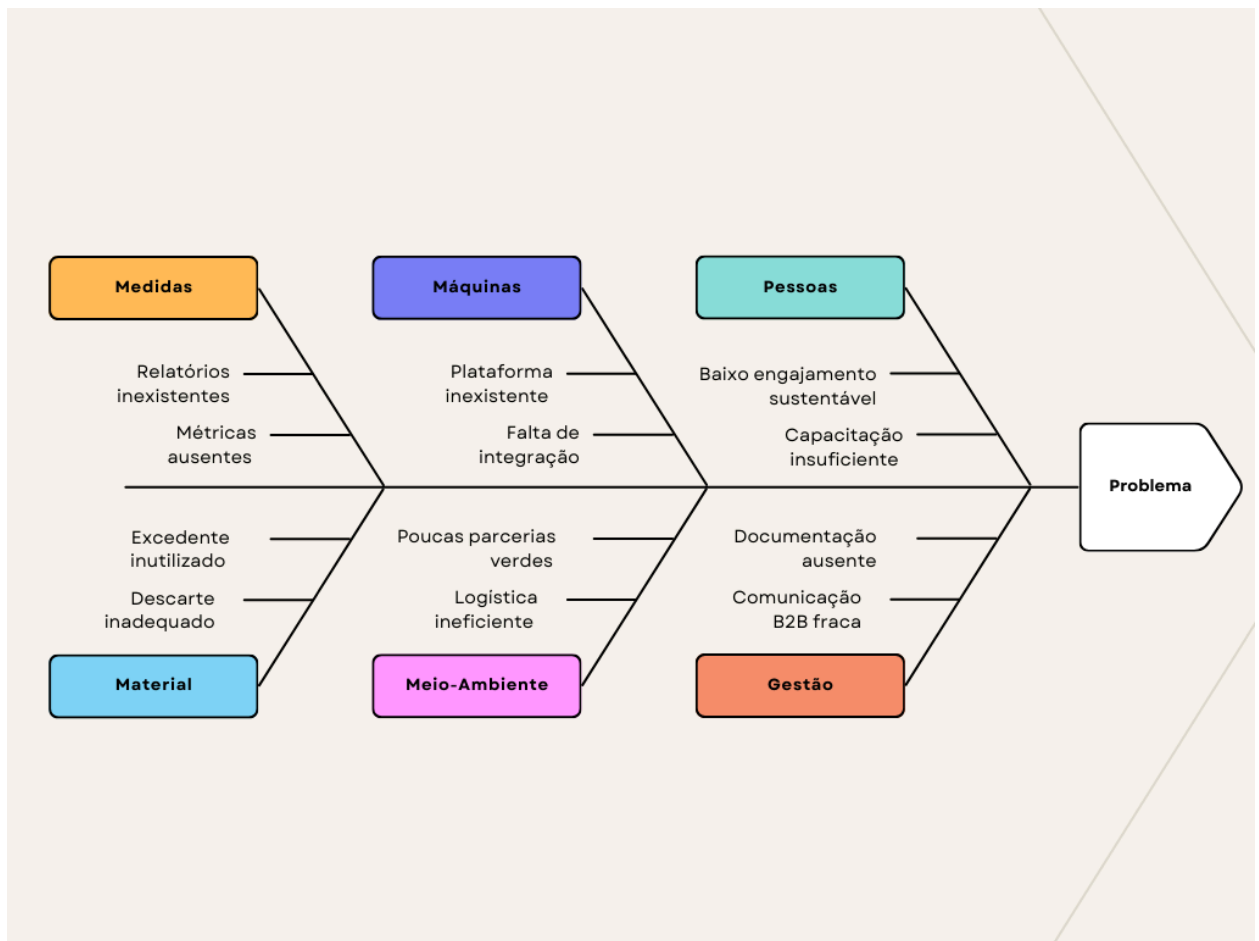 Medidas
Máquinas
Pessoas
Relatórios
inexistentes
Métricas
ausentes
Plataforma
inexistente
Falta de
integração
Baixo engajamento
sustentável
Capacitação
insuficiente
Problema
Excedente
inutilizado
Descarte
inadequado
Poucas parcerias
verdes
Logística
ineficiente
Documentação
ausente
Comunicação
B2B fraca
Material
Meio-Ambiente
Gestão